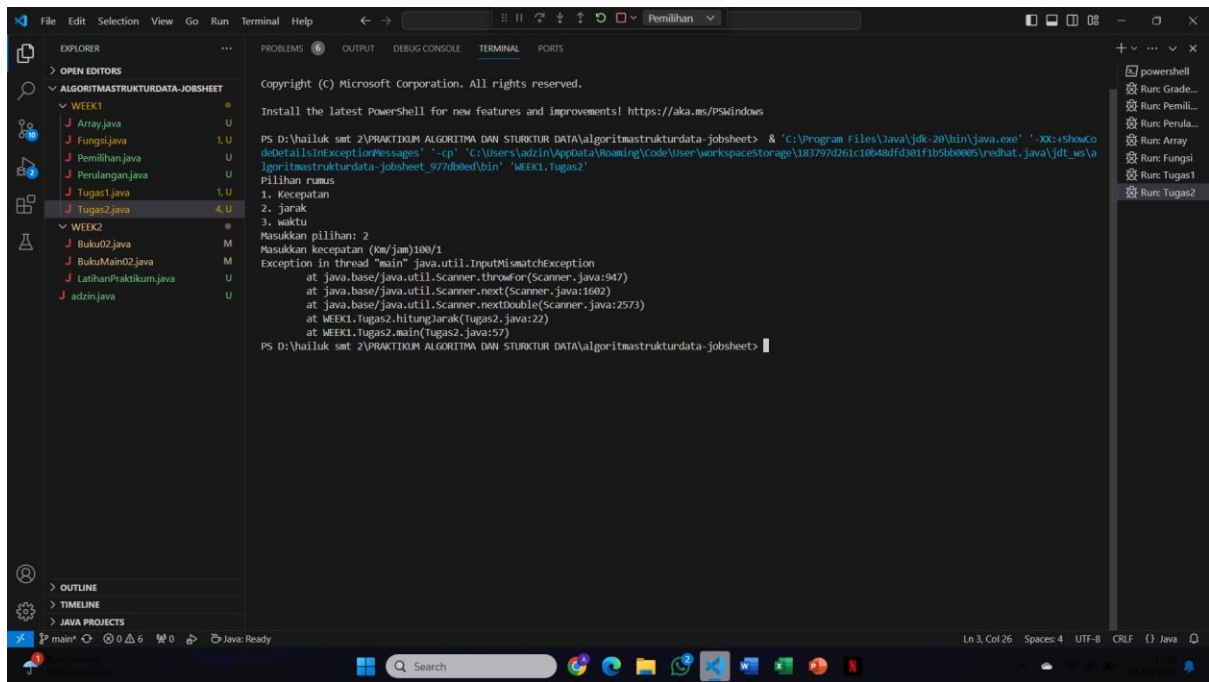 File Edit Selection View Go Run Terminal Help
Pemilihan
EXPLORER
PROBLEMS 6 OUTPUT DEBUG CONSOLE TERMINAL PORTS
OPEN EDITORS
ALGORITMASTRUKTURDATA-JOBSHEET
WEEK1
Array.java U
Fungsi.java 1, U
Pemilihan.java U
Perulangan.java U
Tugas1.java 1, U
Tugas2.java 4, U
WEEK2
Buku02.java M
BukuMain02.java M
LatihanPraktikum.java U
adzin.java U
10
2
Copyright (C) Microsoft Corporation. All rights reserved.
Install the latest PowerShell for new features and improvements! https://aka.ms/PSWindows
PS D:\hailuk smt 2\PRAKTIKUM ALGORITMA DAN STURKTUR DATA\algoritmastrukturdata-jobsheet> & 'C:\Program Files\Java\jdk-20\bin\java.exe' '-XX:+ShowCo
deDetailsInExceptionMessages' '-cp' 'C:\Users\adzin\AppData\Roaming\Code\User\workspaceStorage\183797d261c10b48dfd301f1b5bb0005\redhat.java\jdt_ws\a
lgoritmastrukturdata-jobsheet_977db0ed\bin' 'WEEK1.Tugas2'
Pilihan rumus
1. Kecepatan
2. jarak
3. waktu
Masukkan pilihan: 2
Masukkan kecepatan (Km/jam)100/1
Exception in thread "main" java.util.InputMismatchException
at java.base/java.util.Scanner.throwFor(Scanner.java:947)
at java.base/java.util.Scanner.next(Scanner.java:1602)
at java.base/java.util.Scanner.nextDouble(Scanner.java:2573)
at WEEK1.Tugas2.hitungJarak(Tugas2.java:22)
at WEEK1.Tugas2.main(Tugas2.java:57)
PS D:\hailuk smt 2\PRAKTIKUM ALGORITMA DAN STURKTUR DATA\algoritmastrukturdata-jobsheet>
powershell
Run: Grade...
Run: Pemili...
Run: Perula...
Run: Array
Run: Fungsi
Run: Tugas1
Run: Tugas2
OUTLINE
TIMELINE
JAVA PROJECTS
main* 0 6 0 Java: Ready
Ln 3, Col 26 Spaces: 4 UTF-8 CRLF {} Java
Search